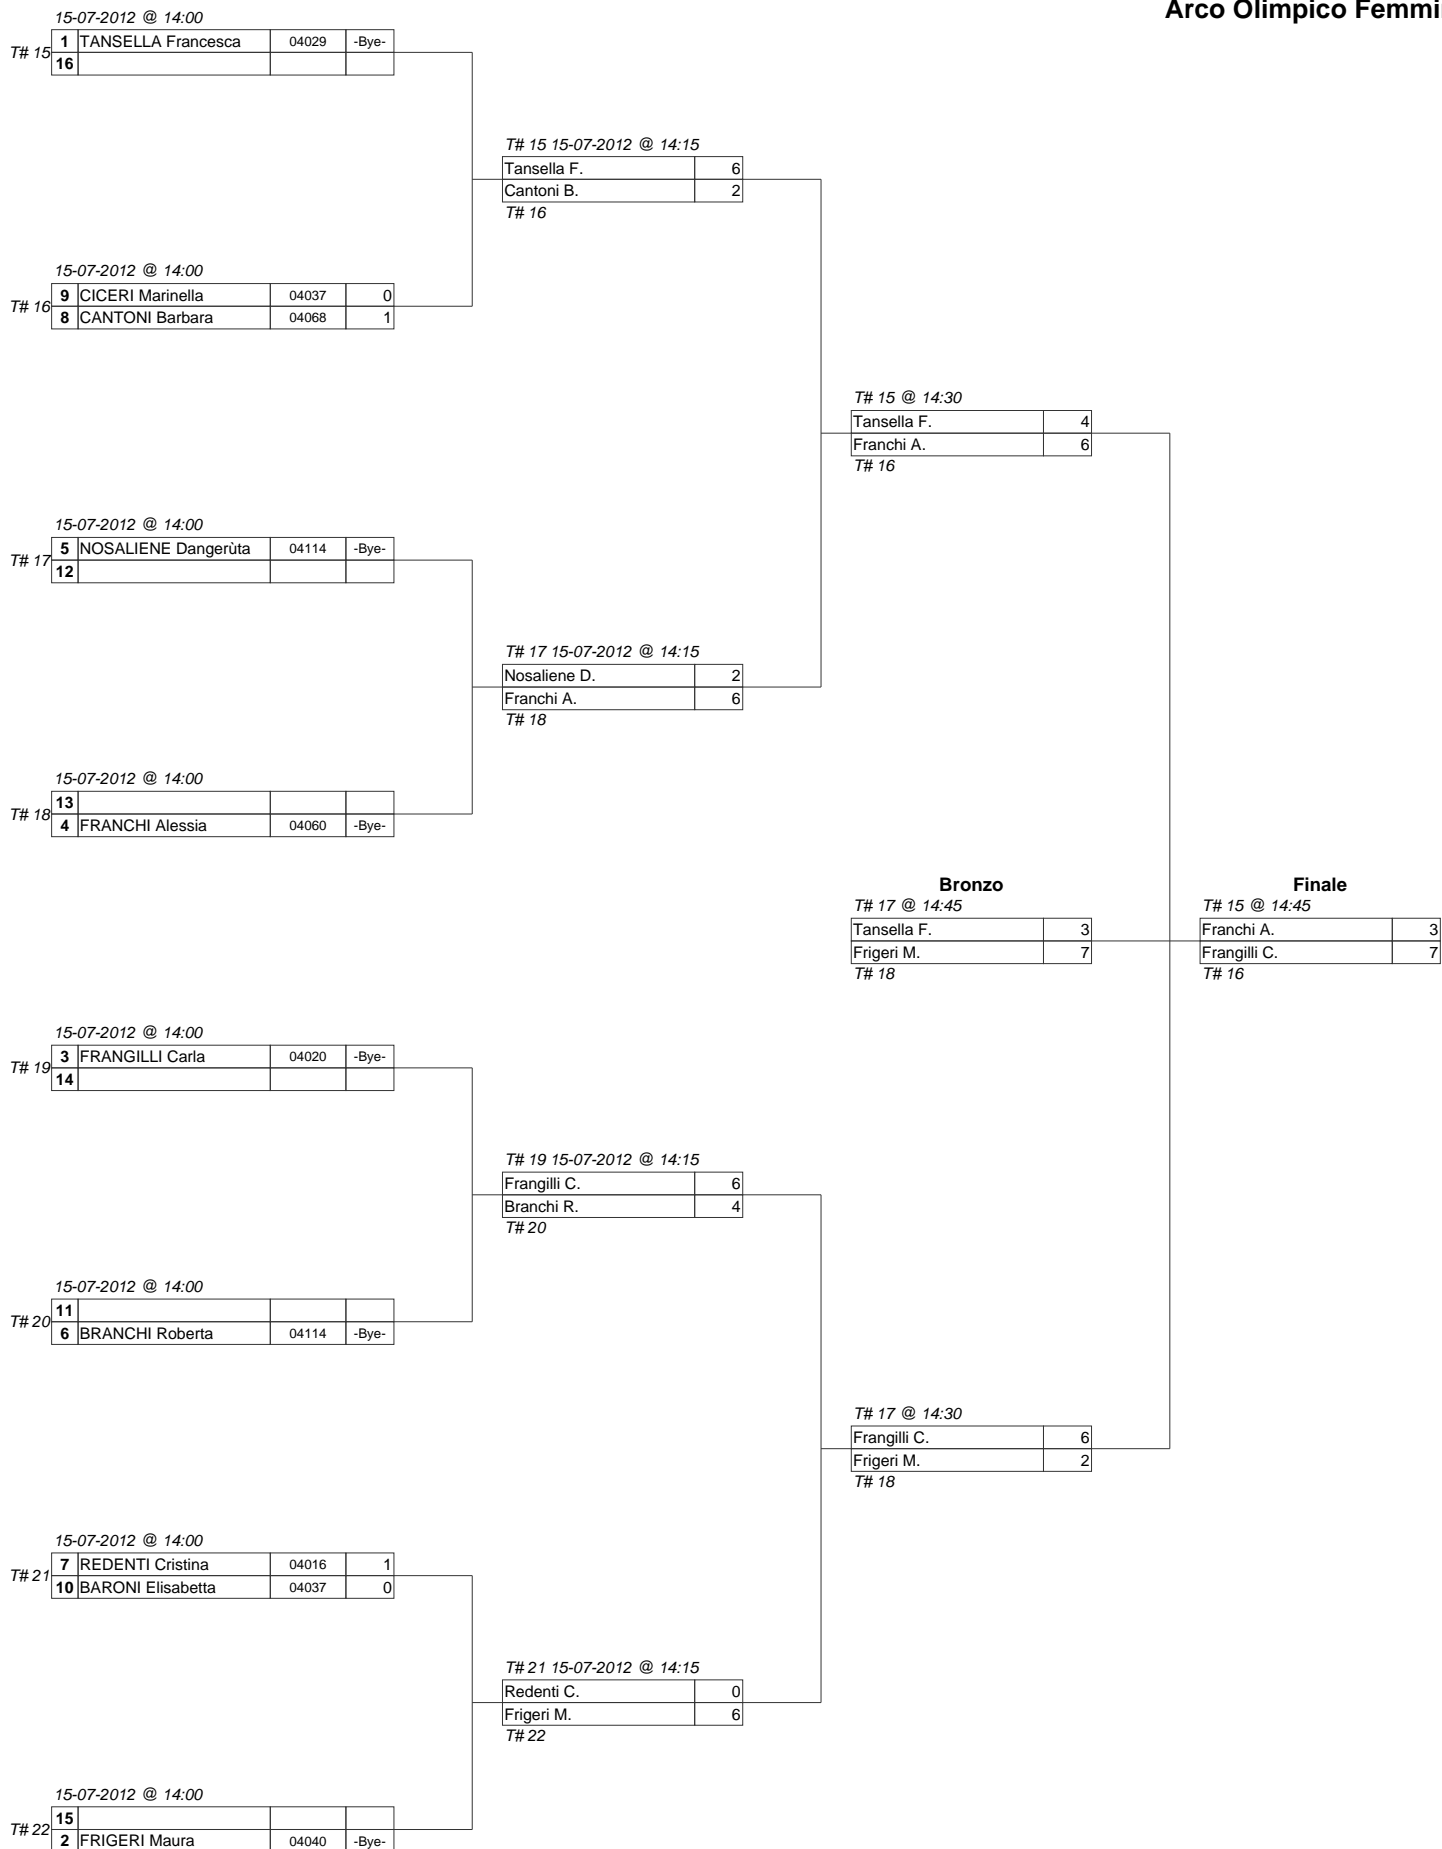 Arco Olimpico Femmi
15-07-2012 @ 14:00
T# 15
1 TANSELLA Francesca 04029 -Bye-
16
T# 15 15-07-2012 @ 14:15
Tansella F. 6
Cantoni B. 2
T# 16
15-07-2012 @ 14:00
T# 16
9 CICERI Marinella 04037 0
8 CANTONI Barbara 04068 1
T# 15 @ 14:30
Tansella F. 4
Franchi A. 6
T# 16
15-07-2012 @ 14:00
T# 17
5 NOSALIENE Dangerùta 04114 -Bye-
12
T# 17 15-07-2012 @ 14:15
Nosaliene D. 2
Franchi A. 6
T# 18
15-07-2012 @ 14:00
T# 18
13
4 FRANCHI Alessia 04060 -Bye-
Bronzo
T# 17 @ 14:45
Tansella F. 3
Frigeri M. 7
T# 18
Finale
T# 15 @ 14:45
Franchi A. 3
Frangilli C. 7
T# 16
15-07-2012 @ 14:00
T# 19
3 FRANGILLI Carla 04020 -Bye-
14
T# 19 15-07-2012 @ 14:15
Frangilli C. 6
Branchi R. 4
T# 20
15-07-2012 @ 14:00
T# 20
11
6 BRANCHI Roberta 04114 -Bye-
T# 17 @ 14:30
Frangilli C. 6
Frigeri M. 2
T# 18
15-07-2012 @ 14:00
T# 21
7 REDENTI Cristina 04016 1
10 BARONI Elisabetta 04037 0
T# 21 15-07-2012 @ 14:15
Redenti C. 0
Frigeri M. 6
T# 22
15-07-2012 @ 14:00
T# 22
15
2 FRIGERI Maura 04040 -Bye-